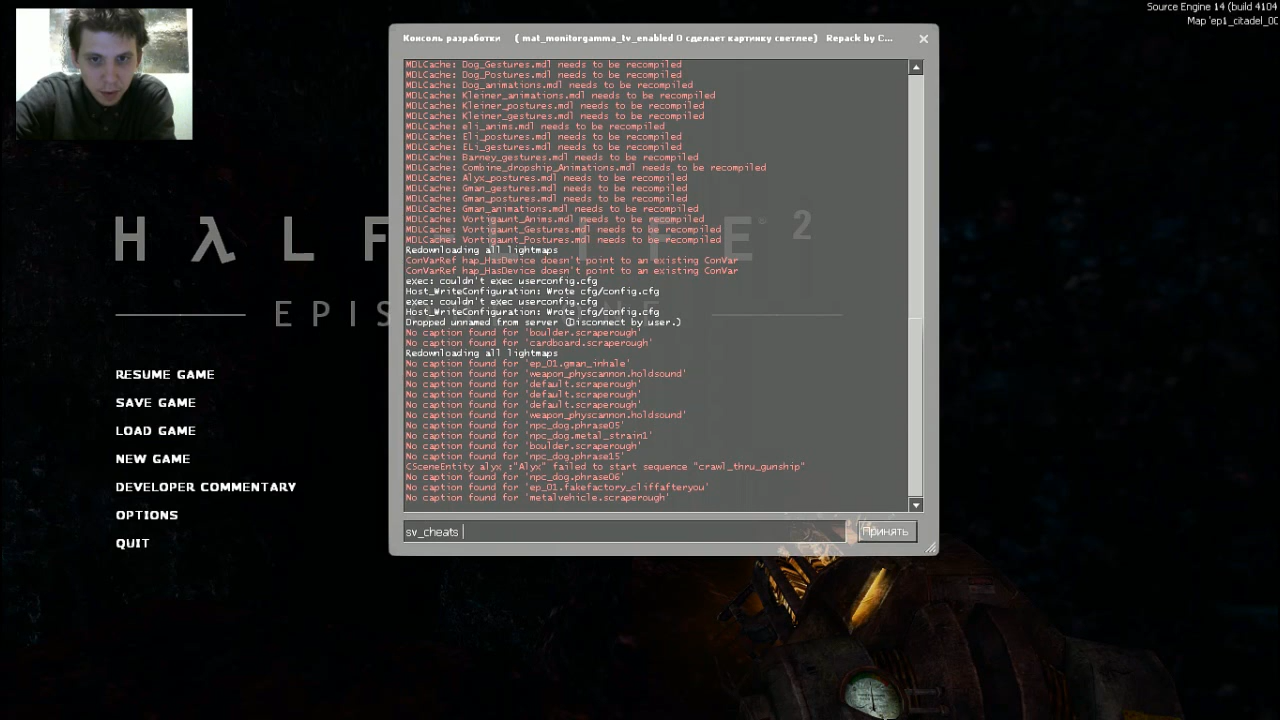 Source Engine 14 (build 4104
Map 'ep1_citadel_00
Консоль разработки ( mat_monitorgamma_tv_enabled 0 сделает картинку светлее) Repack by C...
MDLCache: Dog_Gestures.mdl needs to be recompiled
MDLCache: Dog_Postures.mdl needs to be recompiled
MDLCache: Dog_animations.mdl needs to be recompiled
MDLCache: Kleiner_animations.mdl needs to be recompiled
MDLCache: Kleiner_postures.mdl needs to be recompiled
MDLCache: Kleiner_gestures.mdl needs to be recompiled
MDLCache: eli_anims.mdl needs to be recompiled
MDLCache: Eli_postures.mdl needs to be recompiled
MDLCache: ELi_gestures.mdl needs to be recompiled
MDLCache: Barney_gestures.mdl needs to be recompiled
MDLCache: Combine_dropship_Animations.mdl needs to be recompiled
MDLCache: Alyx_postures.mdl needs to be recompiled
MDLCache: Gman_gestures.mdl needs to be recompiled
MDLCache: Gman_postures.mdl needs to be recompiled
MDLCache: Gman_animations.mdl needs to be recompiled
MDLCache: Vortigaunt_Anims.mdl needs to be recompiled
MDLCache: Vortigaunt_Gestures.mdl needs to be recompiled
MDLCache: Vortigaunt_Postures.mdl needs to be recompiled
Redownloading all lightmaps
ConVarRef hap_HasDevice doesn't point to an existing ConVar
ConVarRef hap_HasDevice doesn't point to an existing ConVar
exec: couldn't exec userconfig.cfg
Host_WriteConfiguration: Wrote cfg/config.cfg
exec: couldn't exec userconfig.cfg
Host_WriteConfiguration: Wrote cfg/config.cfg
Dropped unnamed from server (Disconnect by user.)
No caption found for 'boulder.scraperough'
No caption found for 'cardboard.scraperough'
Redownloading all lightmaps
No caption found for 'ep_01.gman_inhale'
No caption found for 'weapon_physcannon.holdsound'
No caption found for 'default.scraperough'
No caption found for 'default.scraperough'
No caption found for 'default.scraperough'
No caption found for 'weapon_physcannon.holdsound'
No caption found for 'npc_dog.phrase05'
No caption found for 'npc_dog.metal_strain1'
No caption found for 'boulder.scraperough'
No caption found for 'npc_dog.phrase15'
CSceneEntity alyx :"Alyx" failed to start sequence "crawl_thru_gunship"
No caption found for 'npc_dog.phrase06'
No caption found for 'ep_01.fakefactory_cliffafteryou'
No caption found for 'metalvehicle.scraperough'
sv_cheats
Принять
HλLF-LIFE²
EPISODE ONE
RESUME GAME
SAVE GAME
LOAD GAME
NEW GAME
DEVELOPER COMMENTARY
OPTIONS
QUIT